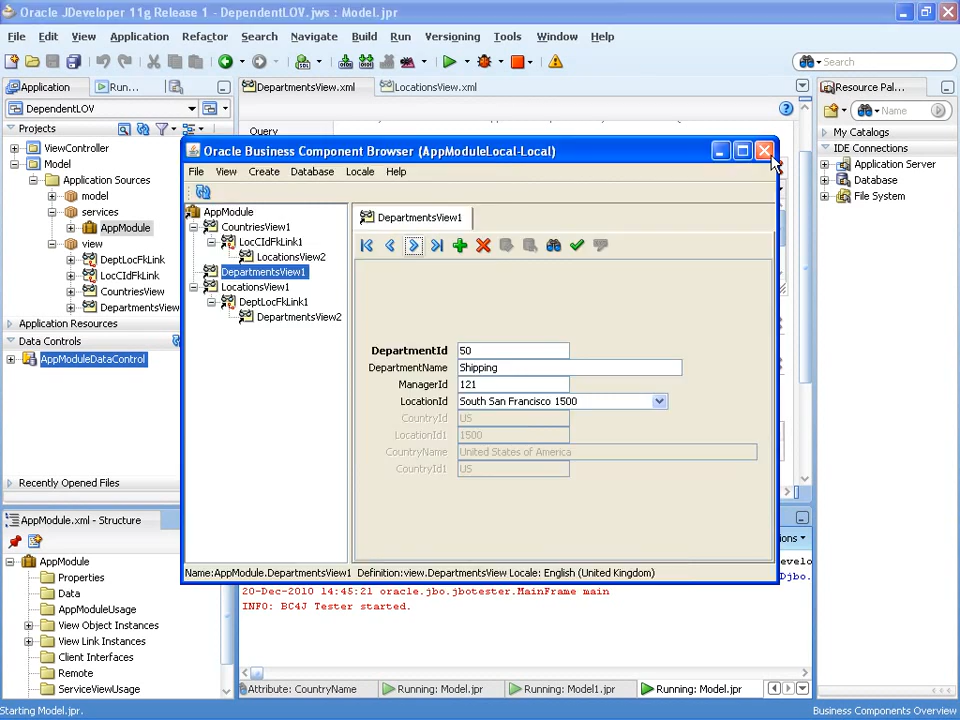 Oracle JDeveloper 11g Release 1 - DependentLOV.jws : Model.jpr
File Edit View Application Refactor Search Navigate Build Run Versioning Tools Window Help
Search
Application Run...
DependentLOV
Projects
ViewController
Model
Application Sources
model
services
AppModule
view
DeptLocFkLink
LocCIdFkLink
CountriesView
DepartmentsView
Application Resources
Data Controls
AppModuleDataControl
Recently Opened Files
AppModule.xml - Structure
AppModule
Properties
Data
AppModuleUsage
View Object Instances
View Link Instances
Client Interfaces
Remote
ServiceViewUsage
DepartmentsView.xml LocationsView.xml
Query
Oracle Business Component Browser (AppModuleLocal-Local)
File View Create Database Locale Help
AppModule
CountriesView1
LocCIdFkLink1
LocationsView2
DepartmentsView1
LocationsView1
DeptLocFkLink1
DepartmentsView2
DepartmentsView1
DepartmentId 50
DepartmentName Shipping
ManagerId 121
LocationId South San Francisco 1500
CountryId US
LocationId1 1500
CountryName United States of America
CountryId1 US
Name:AppModule.DepartmentsView1 Definition:view.DepartmentsView Locale: English (United Kingdom)
20-Dec-2010 14:45:21 oracle.jbo.jbotester.MainFrame main
INFO: BC4J Tester started.
Attribute: CountryName Running: Model.jpr Running: Model1.jpr Running: Model.jpr
Resource Pal...
Name
My Catalogs
IDE Connections
Application Server
Database
File System
Starting Model.jpr.
Business Components Overview